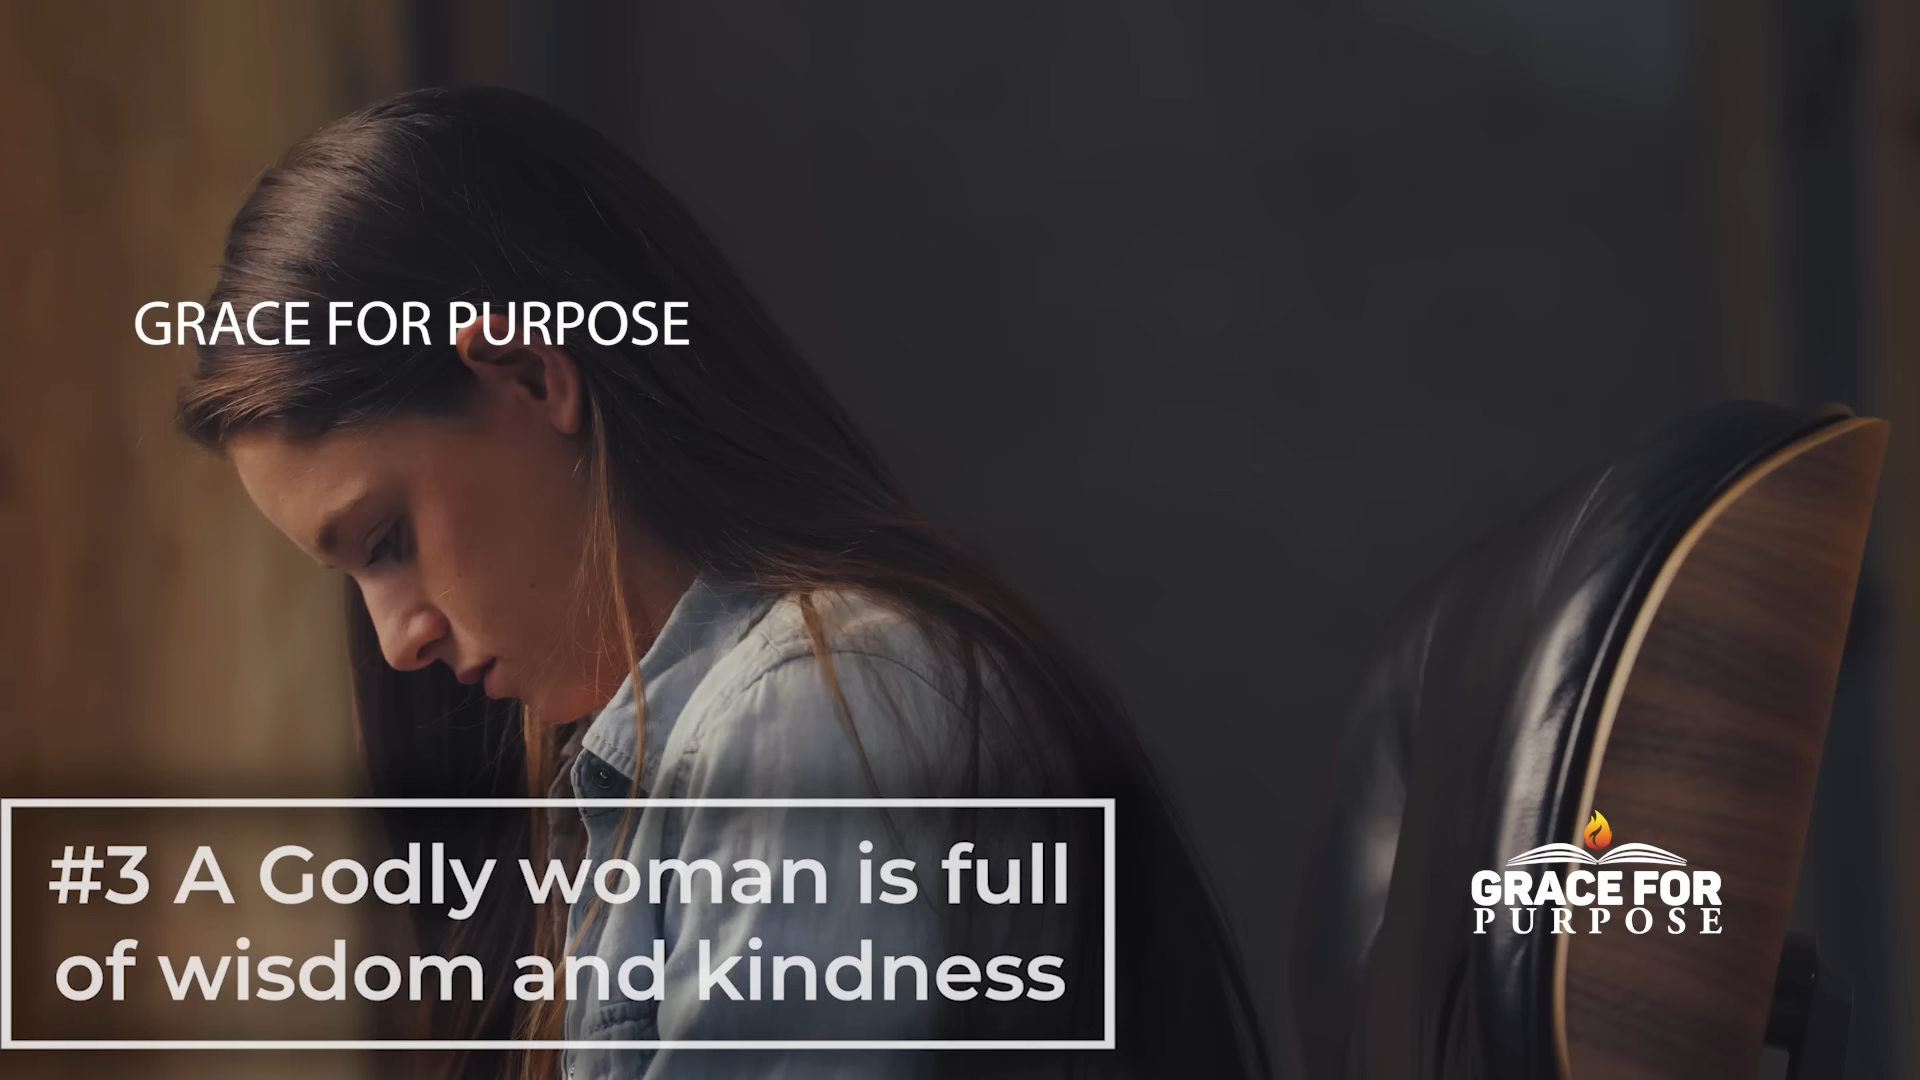 GRACE FOR PURPOSE
#3 A Godly woman is full
of wisdom and kindness
GRACE FOR
PURPOSE